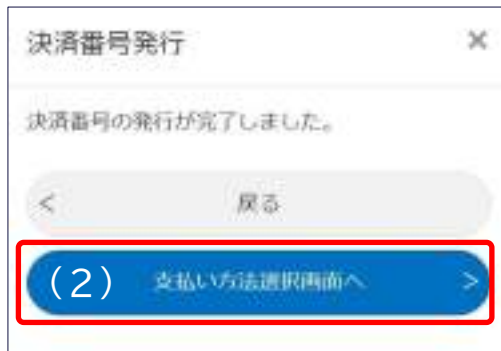 決済番号発行 ×
決済番号の発行が完了しました。
< 戻る
(2) 支払い方法選択画面へ >